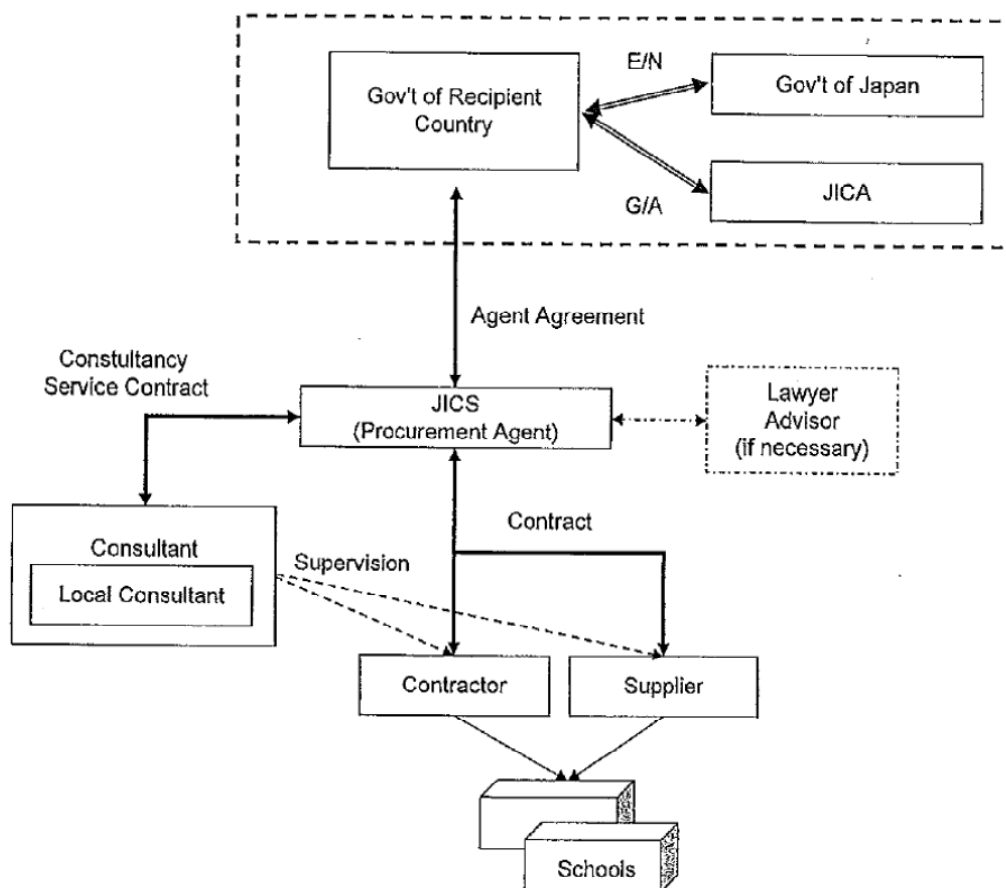 E/N
Gov't of Recipient
Country
Gov't of Japan
G/A
JICA
Agent Agreement
Constultancy
Service Contract
JICS
(Procurement Agent)
Lawyer
Advisor
(if necessary)
Contract
Consultant
Local Consultant
Supervision
Contractor
Supplier
Schools